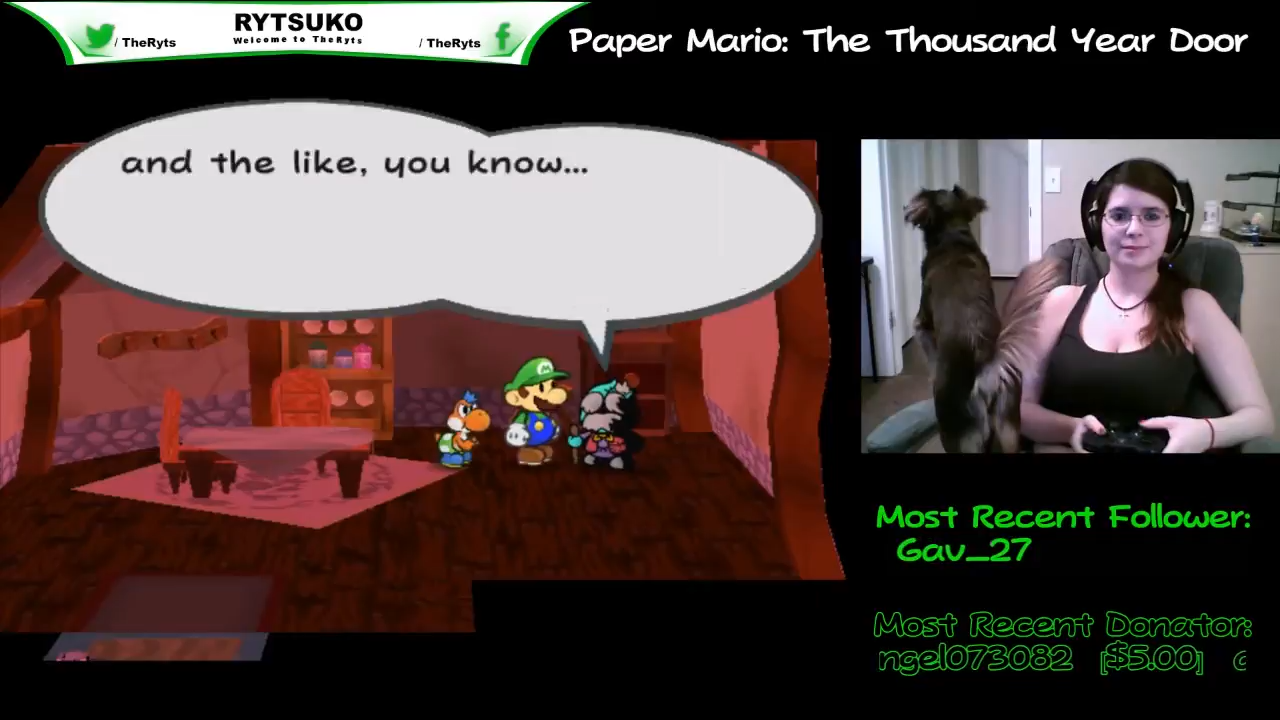 RYTSUKO
Welcome to TheRyts
/ TheRyts
/ TheRyts
Paper Mario: The Thousand Year Door
and the like, you know...
Most Recent Follower:
Gav_27
Most Recent Donator:
ngel073082 [$5.00]